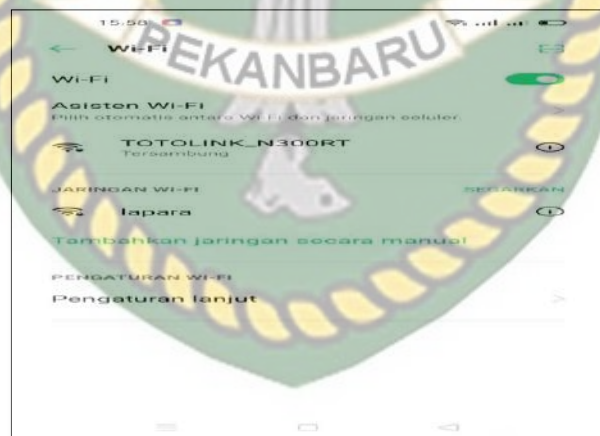 15.58
PEKANBARU
Wi-Fi
Wi-Fi
Asisten Wi-Fi
Pilih otomatis antara Wi-Fi dan jaringan seluler.
TOTOLINK_N300RT
Tersambung
JARINGAN WI-FI
SEGARKAN
lapara
Tambahkan jaringan secara manual
PENGATURAN WI-FI
Pengaturan lanjut